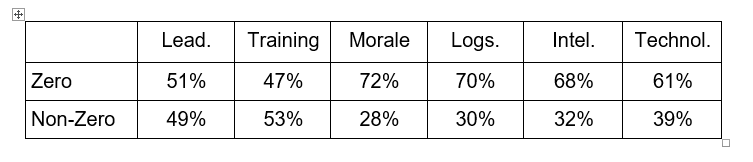 Lead. Training Morale Logs. Intel. Technol.
Zero 51% 47% 72% 70% 68% 61%
Non-Zero 49% 53% 28% 30% 32% 39%